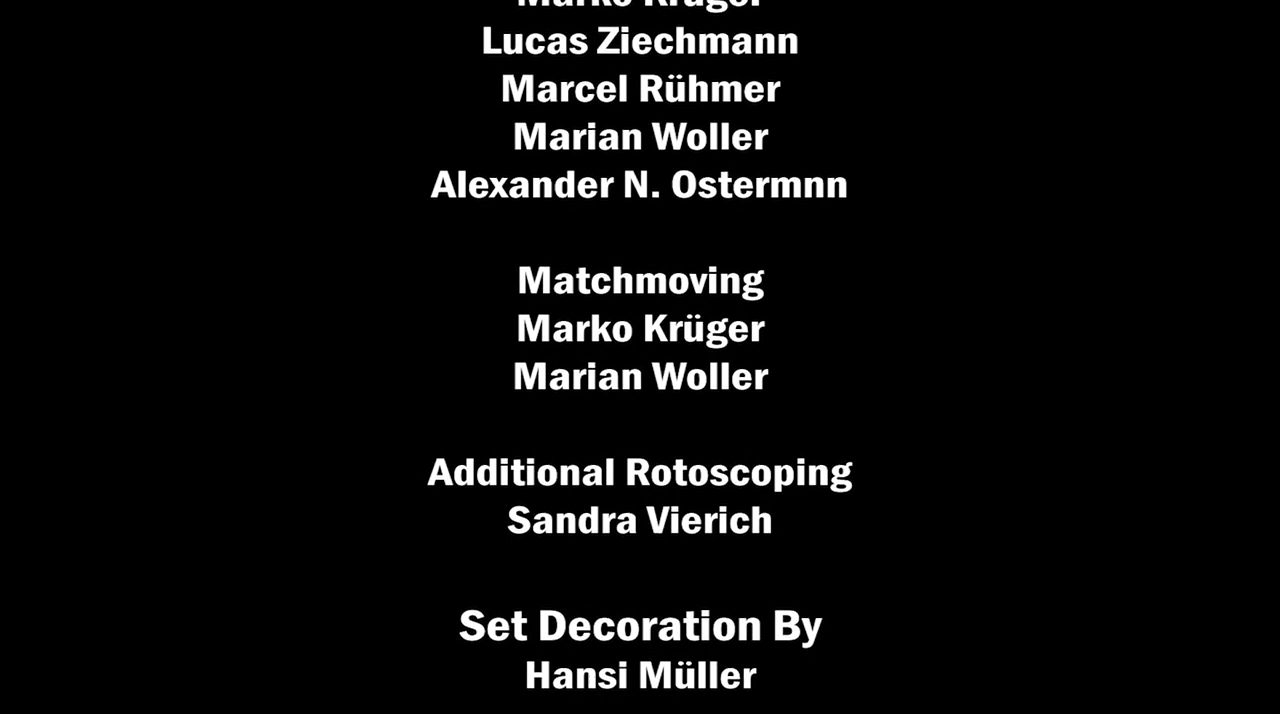 Marko Krüger
Lucas Ziechmann
Marcel Rühmer
Marian Woller
Alexander N. Ostermnn
Matchmoving
Marko Krüger
Marian Woller
Additional Rotoscoping
Sandra Vierich
Set Decoration By
Hansi Müller